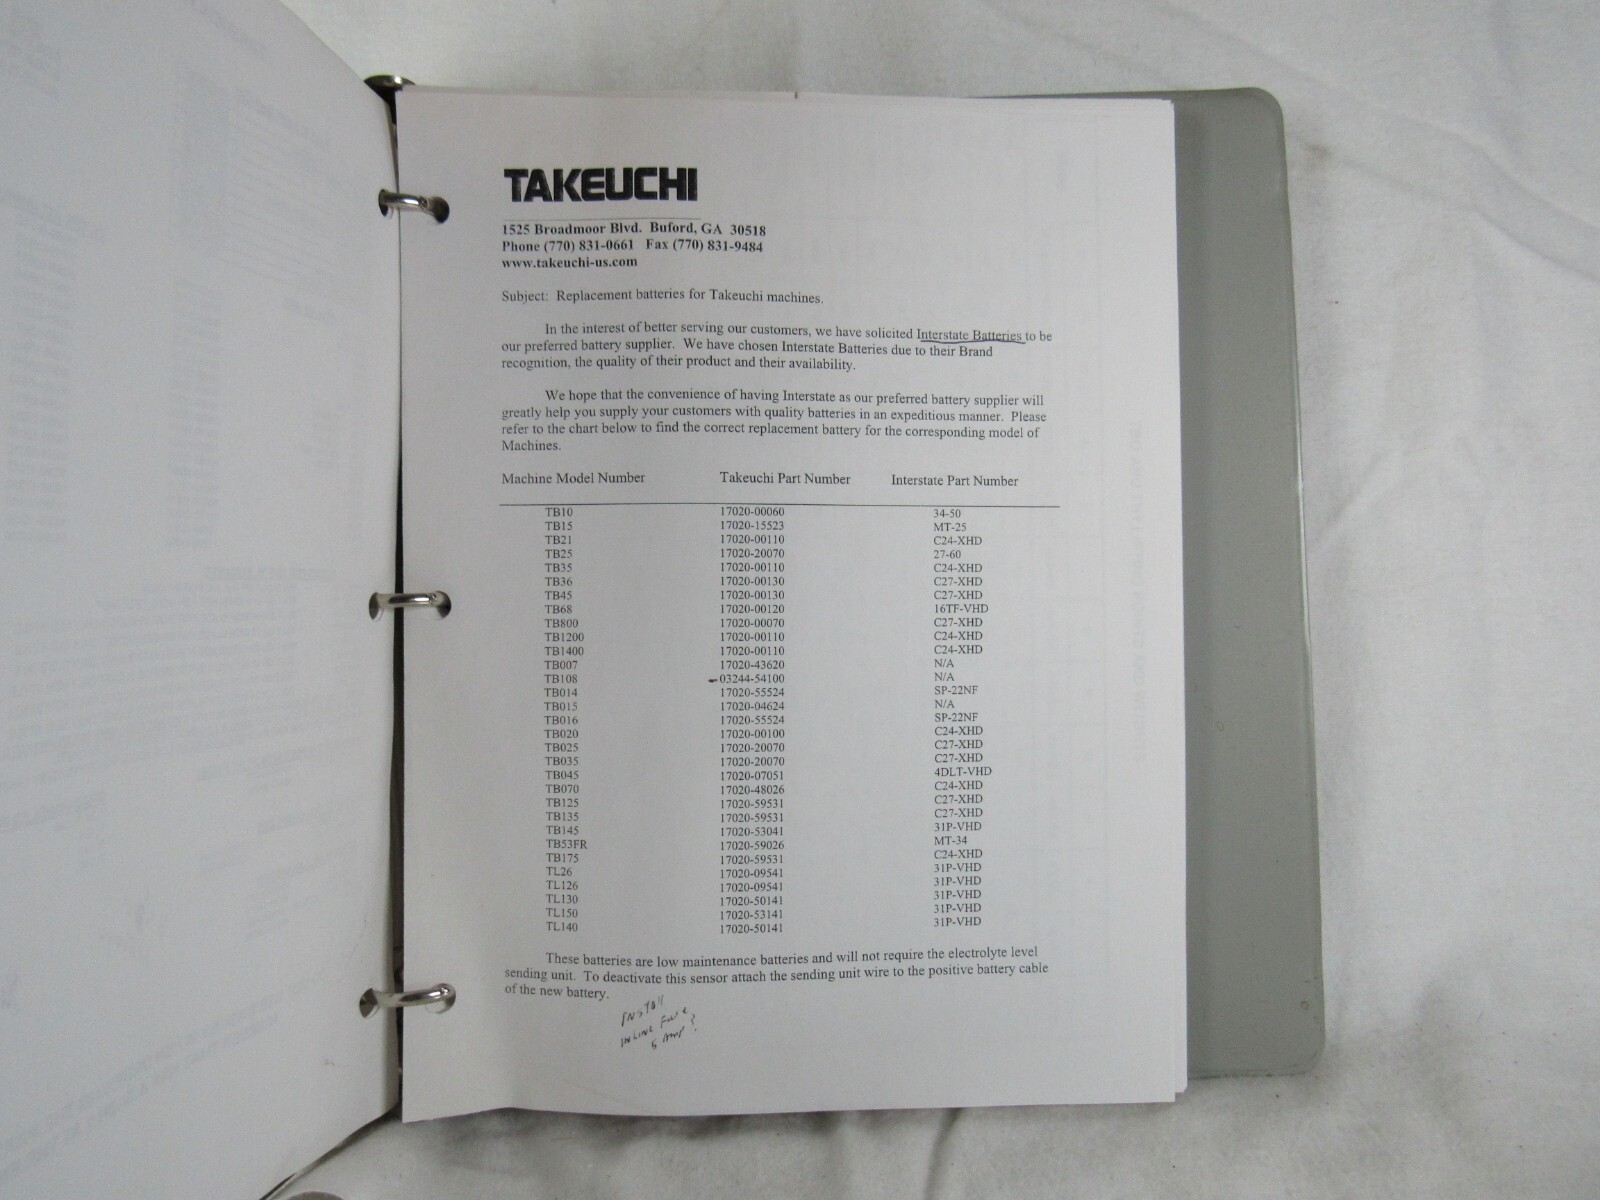 TAKEUCHI
1525 Broadmoor Blvd. Buford, GA 30518
Phone (770) 831-0661 Fax (770) 831-9484
www.takeuchi-us.com
Subject: Replacement batteries for Takeuchi machines.
In the interest of better serving our customers, we have solicited Interstate Batteries to be
our preferred battery supplier. We have chosen Interstate Batteries due to their Brand
recognition, the quality of their product and their availability.
We hope that the convenience of having Interstate as our preferred battery supplier will
greatly help you supply your customers with quality batteries in an expeditious manner. Please
refer to the chart below to find the correct replacement battery for the corresponding model of
Machines.
Machine Model Number Takeuchi Part Number Interstate Part Number
TB10 17020-00060 34-50
TB15 17020-15523 MT-25
TB21 17020-00110 C24-XHD
TB25 17020-20070 27-60
TB35 17020-00110 C24-XHD
TB36 17020-00130 C27-XHD
TB45 17020-00130 C27-XHD
TB68 17020-00120 16TF-VHD
TB800 17020-00070 C27-XHD
TB1200 17020-00110 C24-XHD
TB1400 17020-00110 C24-XHD
TB007 17020-43620 N/A
TB108 03244-54100 N/A
TB014 17020-55524 SP-22NF
TB015 17020-04624 N/A
TB016 17020-55524 SP-22NF
TB020 17020-00100 C24-XHD
TB025 17020-20070 C27-XHD
TB035 17020-20070 C27-XHD
TB045 17020-07051 4DLT-VHD
TB070 17020-48026 C24-XHD
TB125 17020-59531 C27-XHD
TB135 17020-59531 C27-XHD
TB145 17020-53041 31P-VHD
TB53FR 17020-59026 MT-34
TB175 17020-59531 C24-XHD
TL26 17020-09541 31P-VHD
TL126 17020-09541 31P-VHD
TL130 17020-50141 31P-VHD
TL150 17020-53141 31P-VHD
TL140 17020-50141 31P-VHD
These batteries are low maintenance batteries and will not require the electrolyte level
sending unit. To deactivate this sensor attach the sending unit wire to the positive battery cable
of the new battery.
INSTAll
INLINE FUSE
5 AMP?